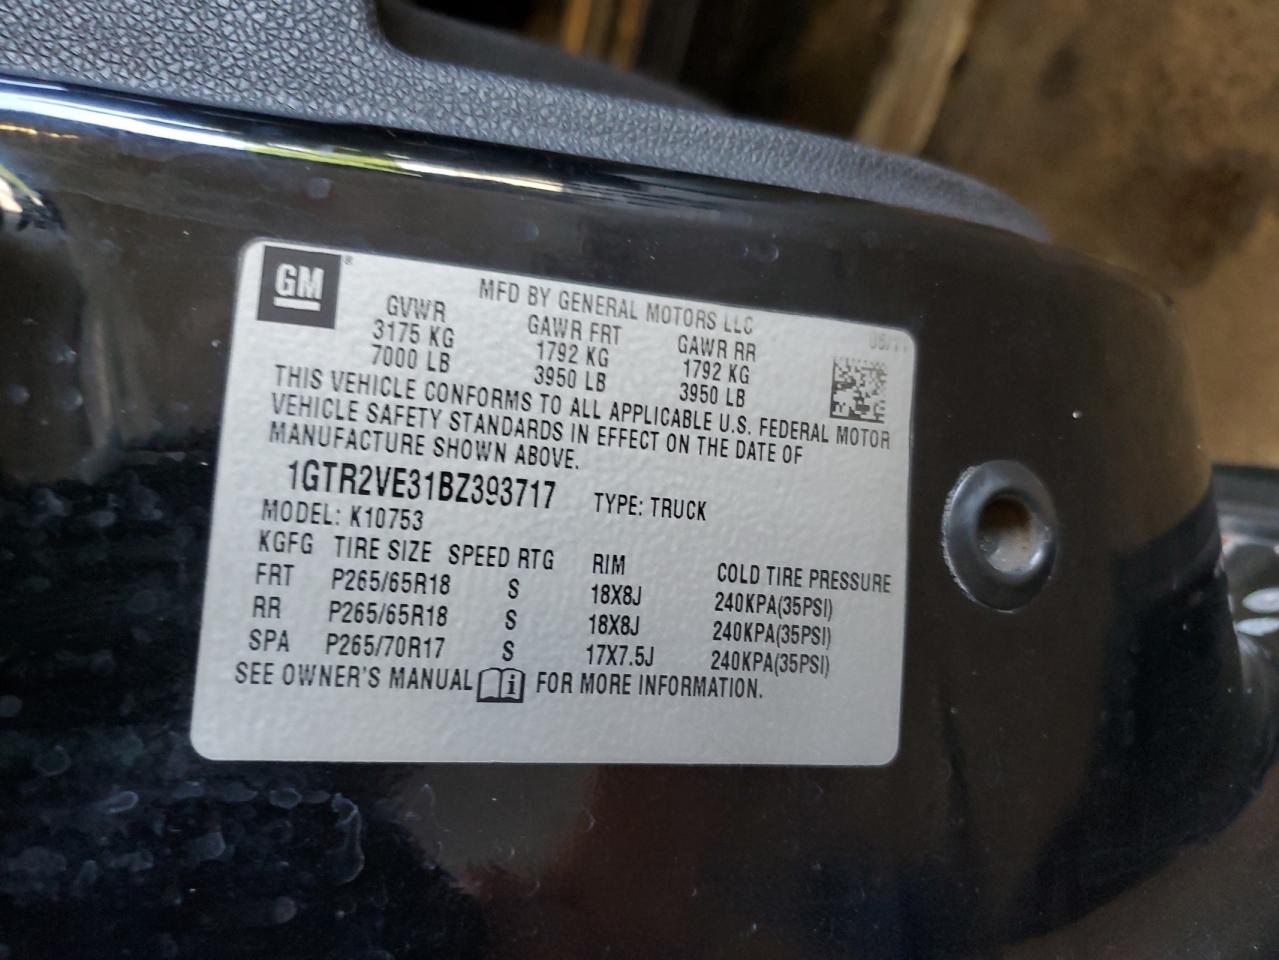 GM®
MFD BY GENERAL MOTORS LLC
05/11
GVWR GAWR FRT GAWR RR
3175 KG 1792 KG 1792 KG
7000 LB 3950 LB 3950 LB
THIS VEHICLE CONFORMS TO ALL APPLICABLE U.S. FEDERAL MOTOR
VEHICLE SAFETY STANDARDS IN EFFECT ON THE DATE OF
MANUFACTURE SHOWN ABOVE.
1GTR2VE31BZ393717 TYPE: TRUCK
MODEL: K10753
KGFG TIRE SIZE SPEED RTG RIM COLD TIRE PRESSURE
FRT P265/65R18 S 18X8J 240KPA(35PSI)
RR P265/65R18 S 18X8J 240KPA(35PSI)
SPA P265/70R17 S 17X7.5J 240KPA(35PSI)
SEE OWNER'S MANUAL i FOR MORE INFORMATION.